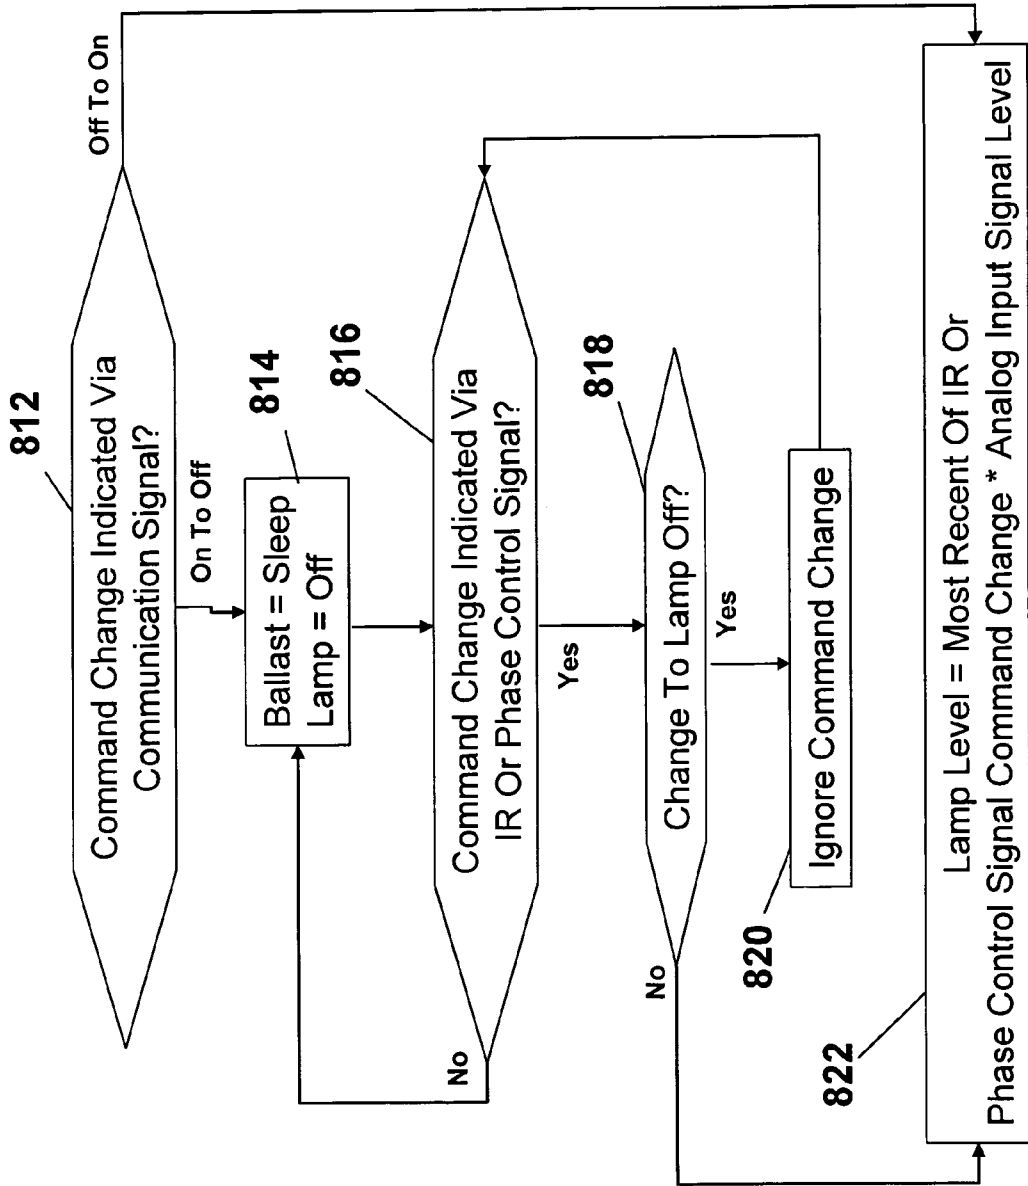 812
Command Change Indicated Via
Communication Signal?
Off To On
On To Off
814
Ballast = Sleep
Lamp = Off
816
Command Change Indicated Via
IR Or Phase Control Signal?
No
Yes
818
Change To Lamp Off?
No
Yes
820
Ignore Command Change
822
Lamp Level = Most Recent Of IR Or
Phase Control Signal Command Change * Analog Input Signal Level